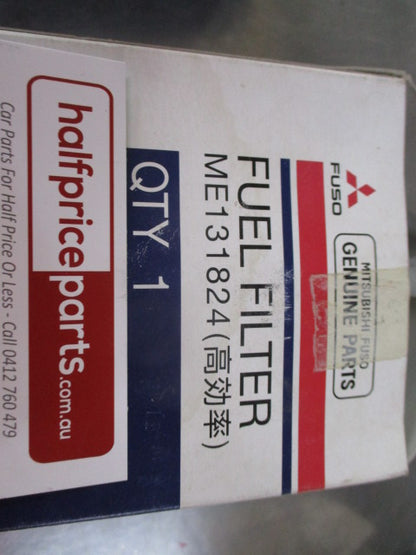 FUSO
MITSUBISHI FUSO
GENUINE PARTS
FUEL FILTER
ME131824(高効率)
QTY 1
halfpriceparts.com.au
Car Parts For Half Price Or Less - Call 0412 760 479